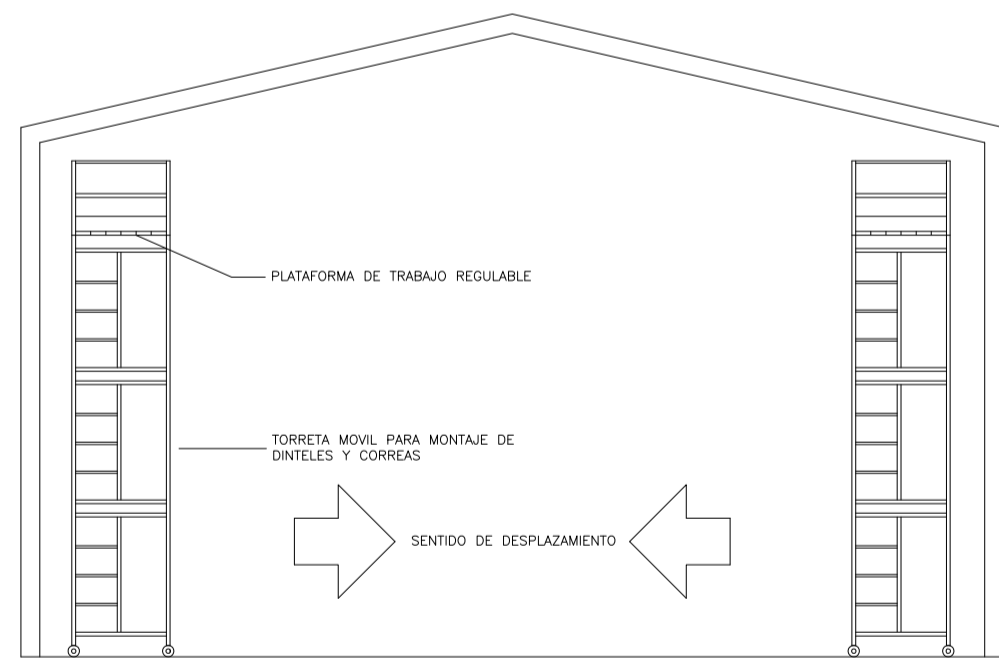 PLATAFORMA DE TRABAJO REGULABLE
TORRETA MOVIL PARA MONTAJE DE
DINTELES Y CORREAS
SENTIDO DE DESPLAZAMIENTO